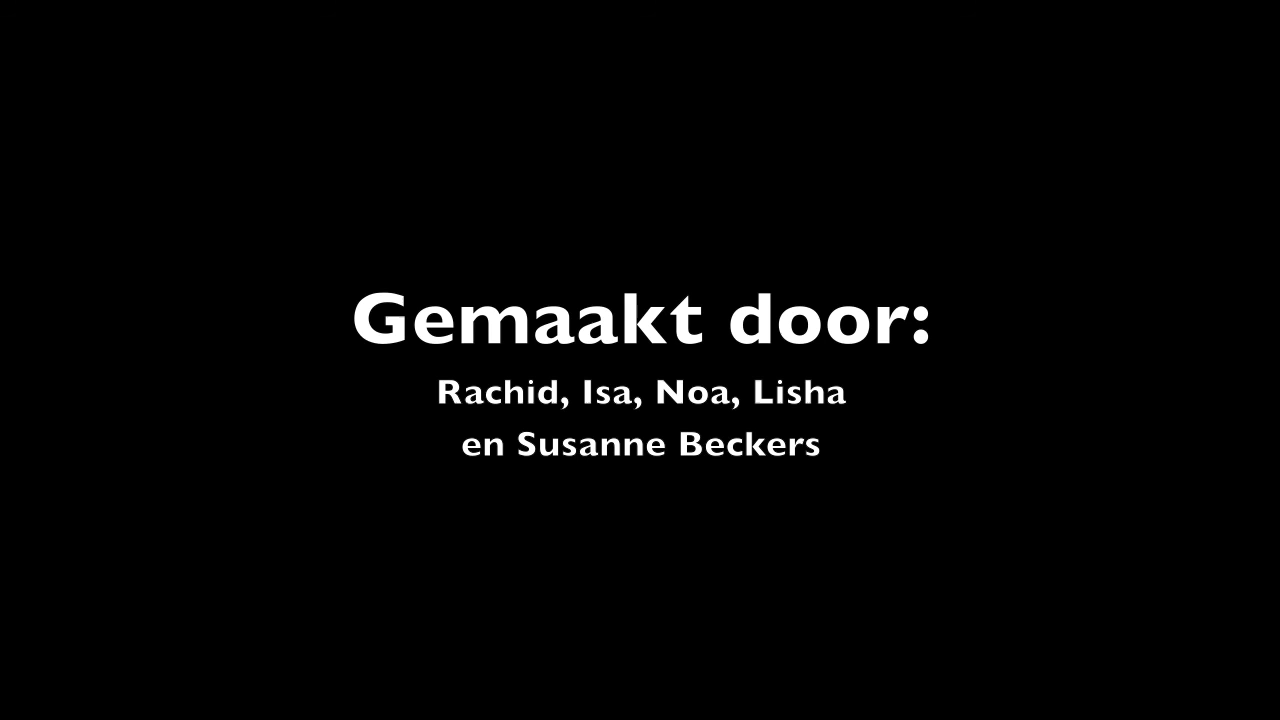 Gemaakt door:
Rachid, Isa, Noa, Lisha
en Susanne Beckers